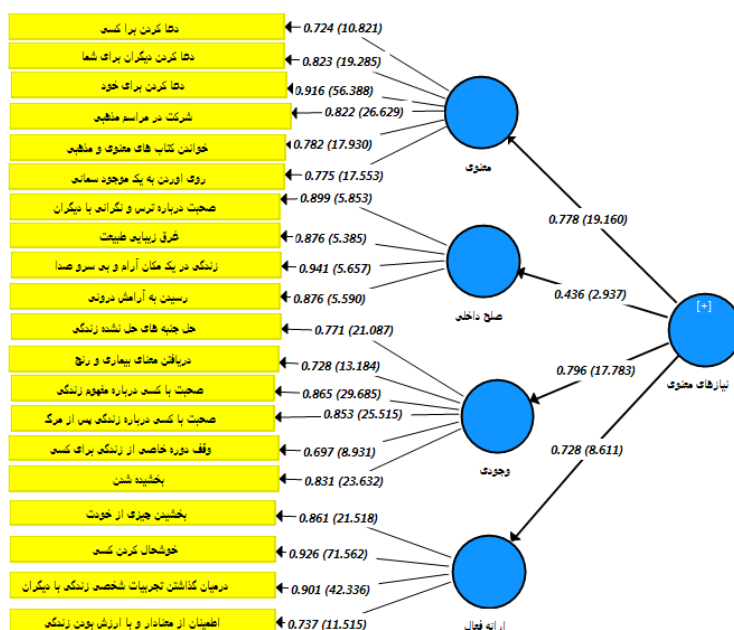 دعا کردن برا کسی
0.724 (10.821)
دعا کردن دیگران برای شما
0.823 (19.285)
دعا کردن برای خود
0.916 (56.388)
شرکت در مراسم مذهبی
0.822 (26.629)
خواندن کتاب های معنوی و مذهبی
0.782 (17.930)
روی اوردن به یک موجود سمائی
0.775 (17.553)
معنوی
0.778 (19.160)
صحبت درباره ترس و نگرانی با دیگران
0.899 (5.853)
غرق زیبایی طبیعت
0.876 (5.385)
زندگی در یک مکان آرام و بی سرو صدا
0.941 (5.657)
رسیدن به آرامش درونی
0.876 (5.590)
صلح داخلی
0.436 (2.937)
[+]
نیازهای معنوی
حل جنبه های حل نشده زندگی
0.771 (21.087)
دریافتن معنای بیماری و رنج
0.728 (13.184)
صحبت با کسی درباره مفهوم زندگی
0.865 (29.685)
صحبت با کسی درباره زندگی پس از مرگ
0.853 (25.515)
وقف دوره خاصی از زندگی برای کسی
0.697 (8.931)
بخشیده شدن
0.831 (23.632)
وجودی
0.796 (17.783)
0.728 (8.611)
بخشیدن چیزی از خودت
0.861 (21.518)
خوشحال کردن کسی
0.926 (71.562)
درمیان گذاشتن تجربیات شخصی زندگی با دیگران
0.901 (42.336)
اطمینان از معنادار و با ارزش بودن زندگی
0.737 (11.515)
ارائه فعال